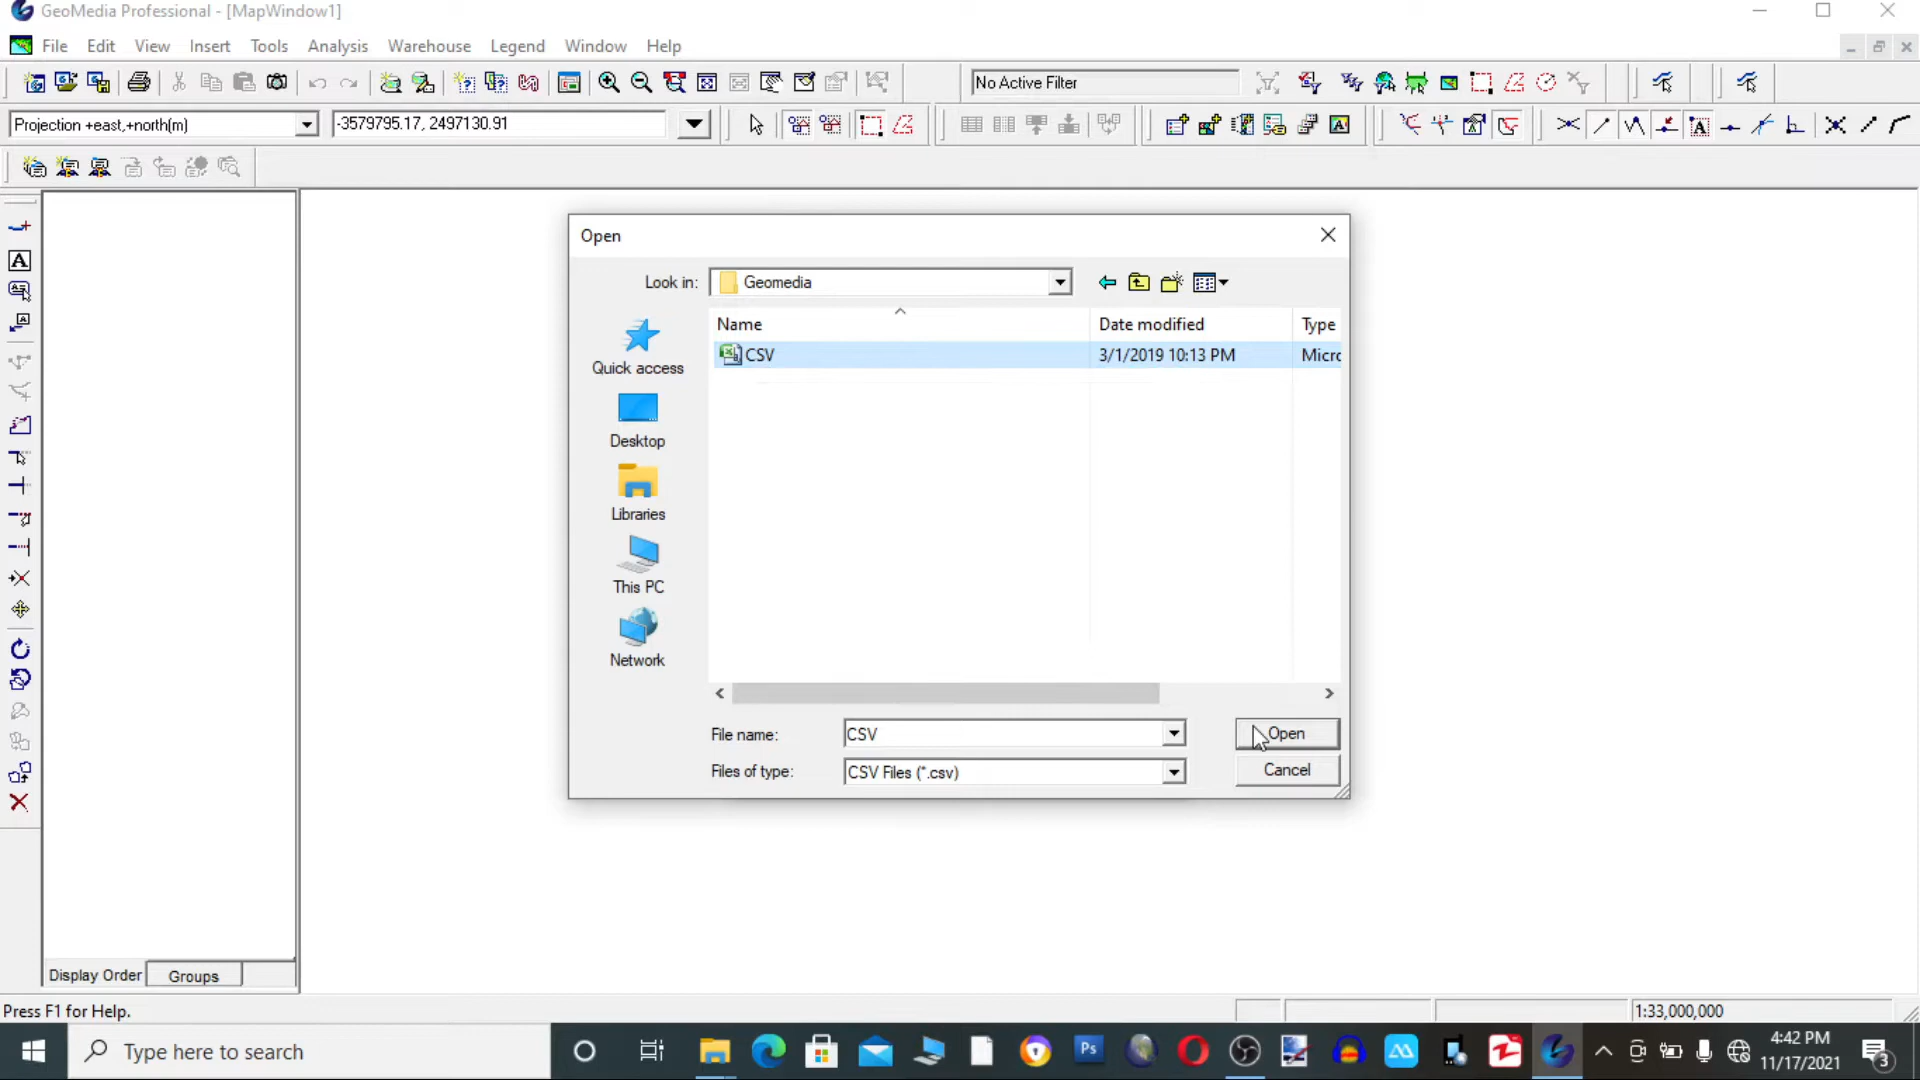 GeoMedia Professional - [MapWindow1]
File Edit View Insert Tools Analysis Warehouse Legend Window Help
No Active Filter
Projection +east,+north(m)
-3579795.17, 2497130.91
Open
Look in: Geomedia
Name Date modified Type
CSV 3/1/2019 10:13 PM Micro
Quick access
Desktop
Libraries
This PC
Network
File name: CSV Open
Files of type: CSV Files (*.csv) Cancel
Display Order Groups
Press F1 for Help. 1:33,000,000
Type here to search
Ps
4:42 PM
11/17/2021
3